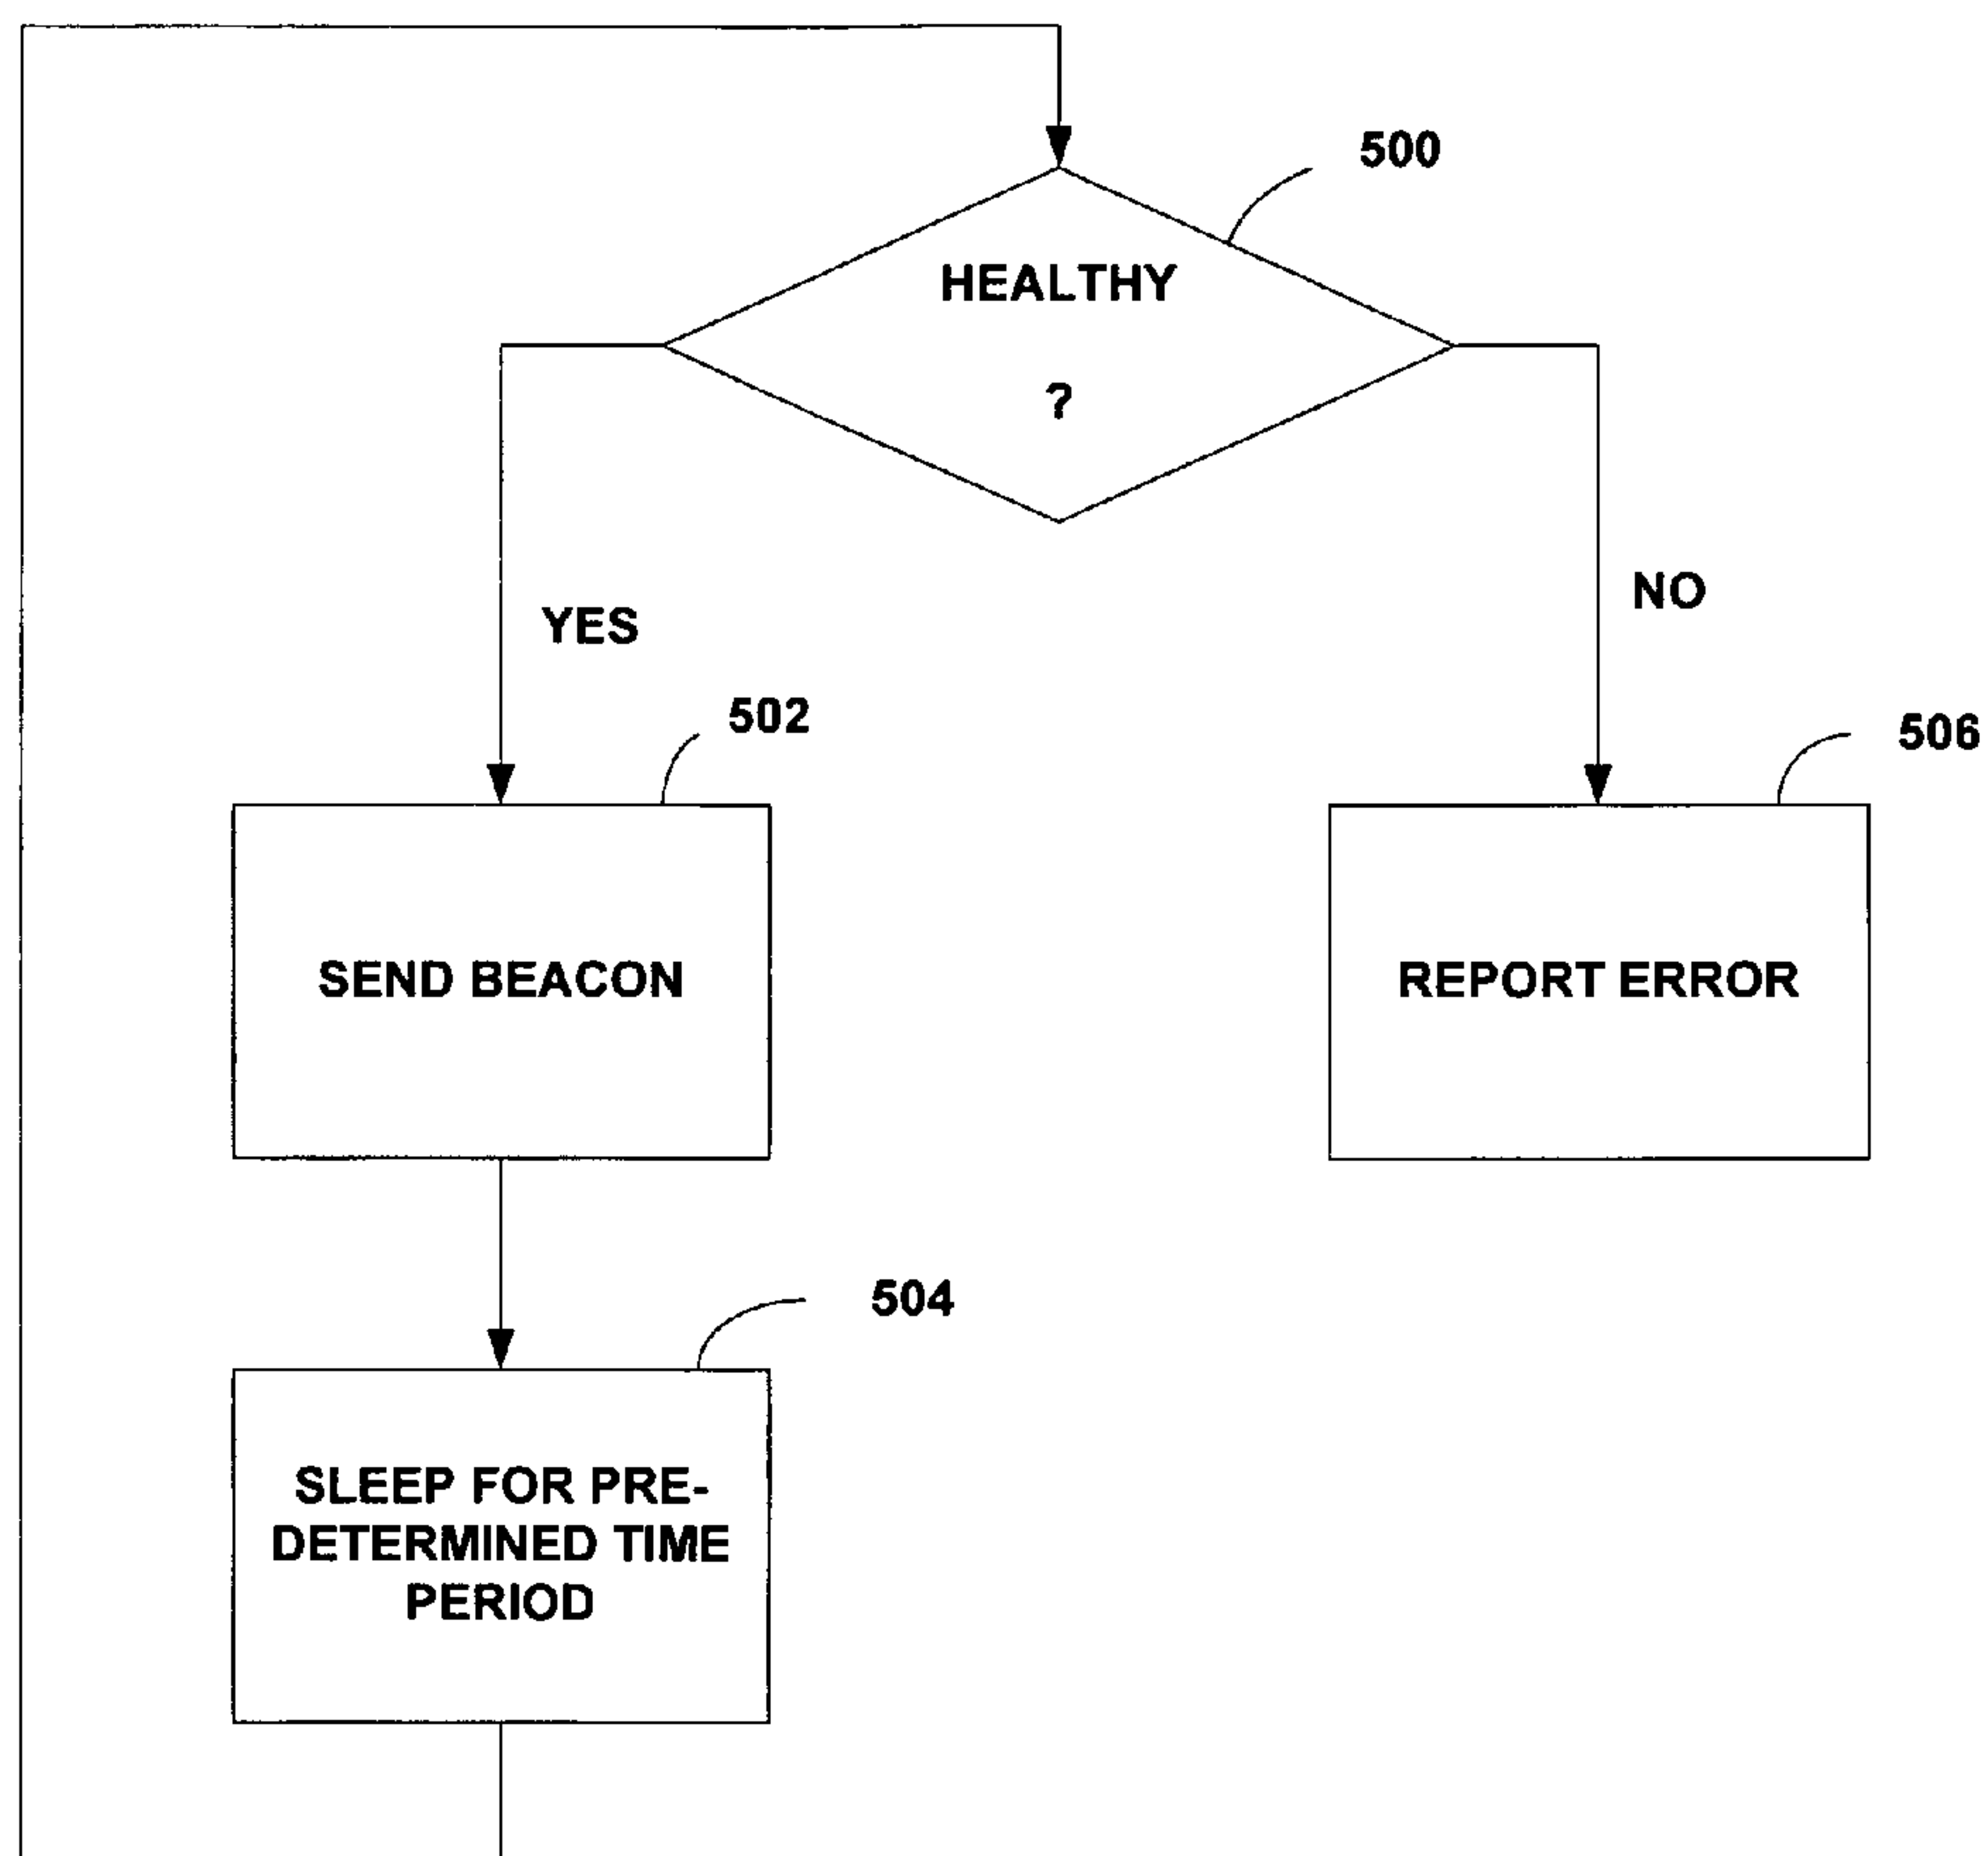 500
HEALTHY
?
YES
NO
502
506
SEND BEACON
REPORT ERROR
504
SLEEP FOR PRE-
DETERMINED TIME
PERIOD